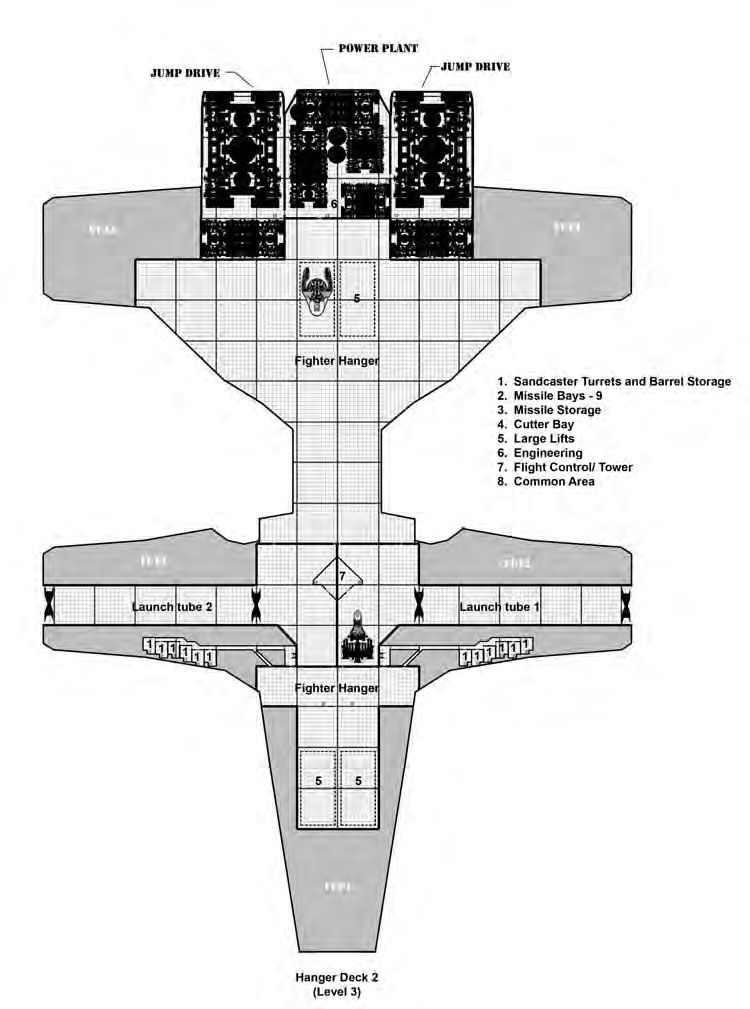 POWER PLANT
JUMP DRIVE
JUMP DRIVE
6
FUEL
FUEL
5
Fighter Hanger
1. Sandcaster Turrets and Barrel Storage
2. Missile Bays - 9
3. Missile Storage
4. Cutter Bay
5. Large Lifts
6. Engineering
7. Flight Control/ Tower
8. Common Area
FUEL
FUEL
7
Launch tube 2
Launch tube 1
1 1 1 1 1 1
1 1 1 1 1 1
Fighter Hanger
5
5
FUEL
Hanger Deck 2
(Level 3)